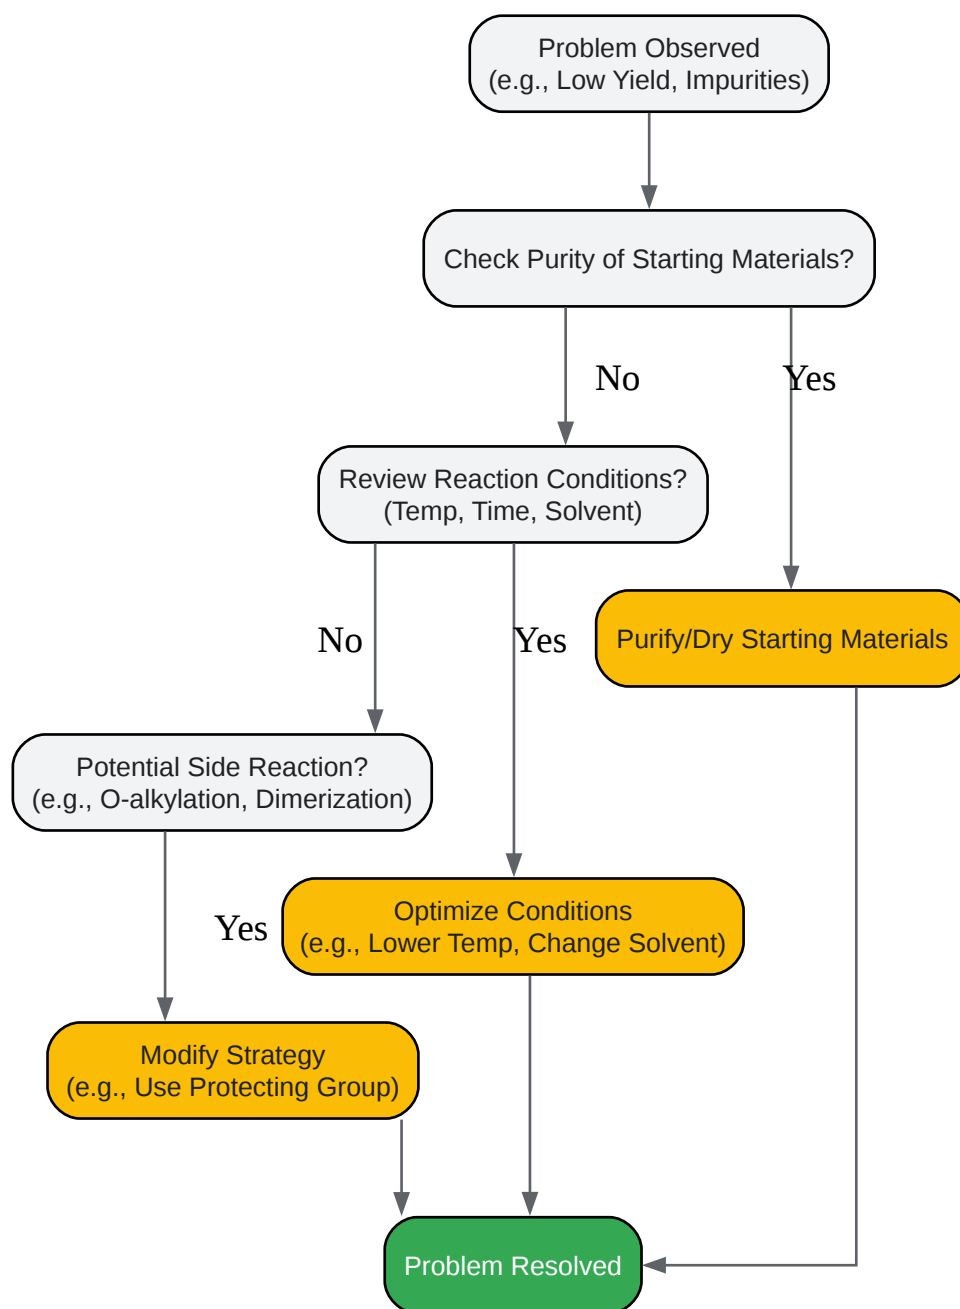 Problem Observed
(e.g., Low Yield, Impurities)
Check Purity of Starting Materials?
No
Yes
Review Reaction Conditions?
(Temp, Time, Solvent)
No
Yes
Purify/Dry Starting Materials
Potential Side Reaction?
(e.g., O-alkylation, Dimerization)
Yes
Optimize Conditions
(e.g., Lower Temp, Change Solvent)
Modify Strategy
(e.g., Use Protecting Group)
Problem Resolved